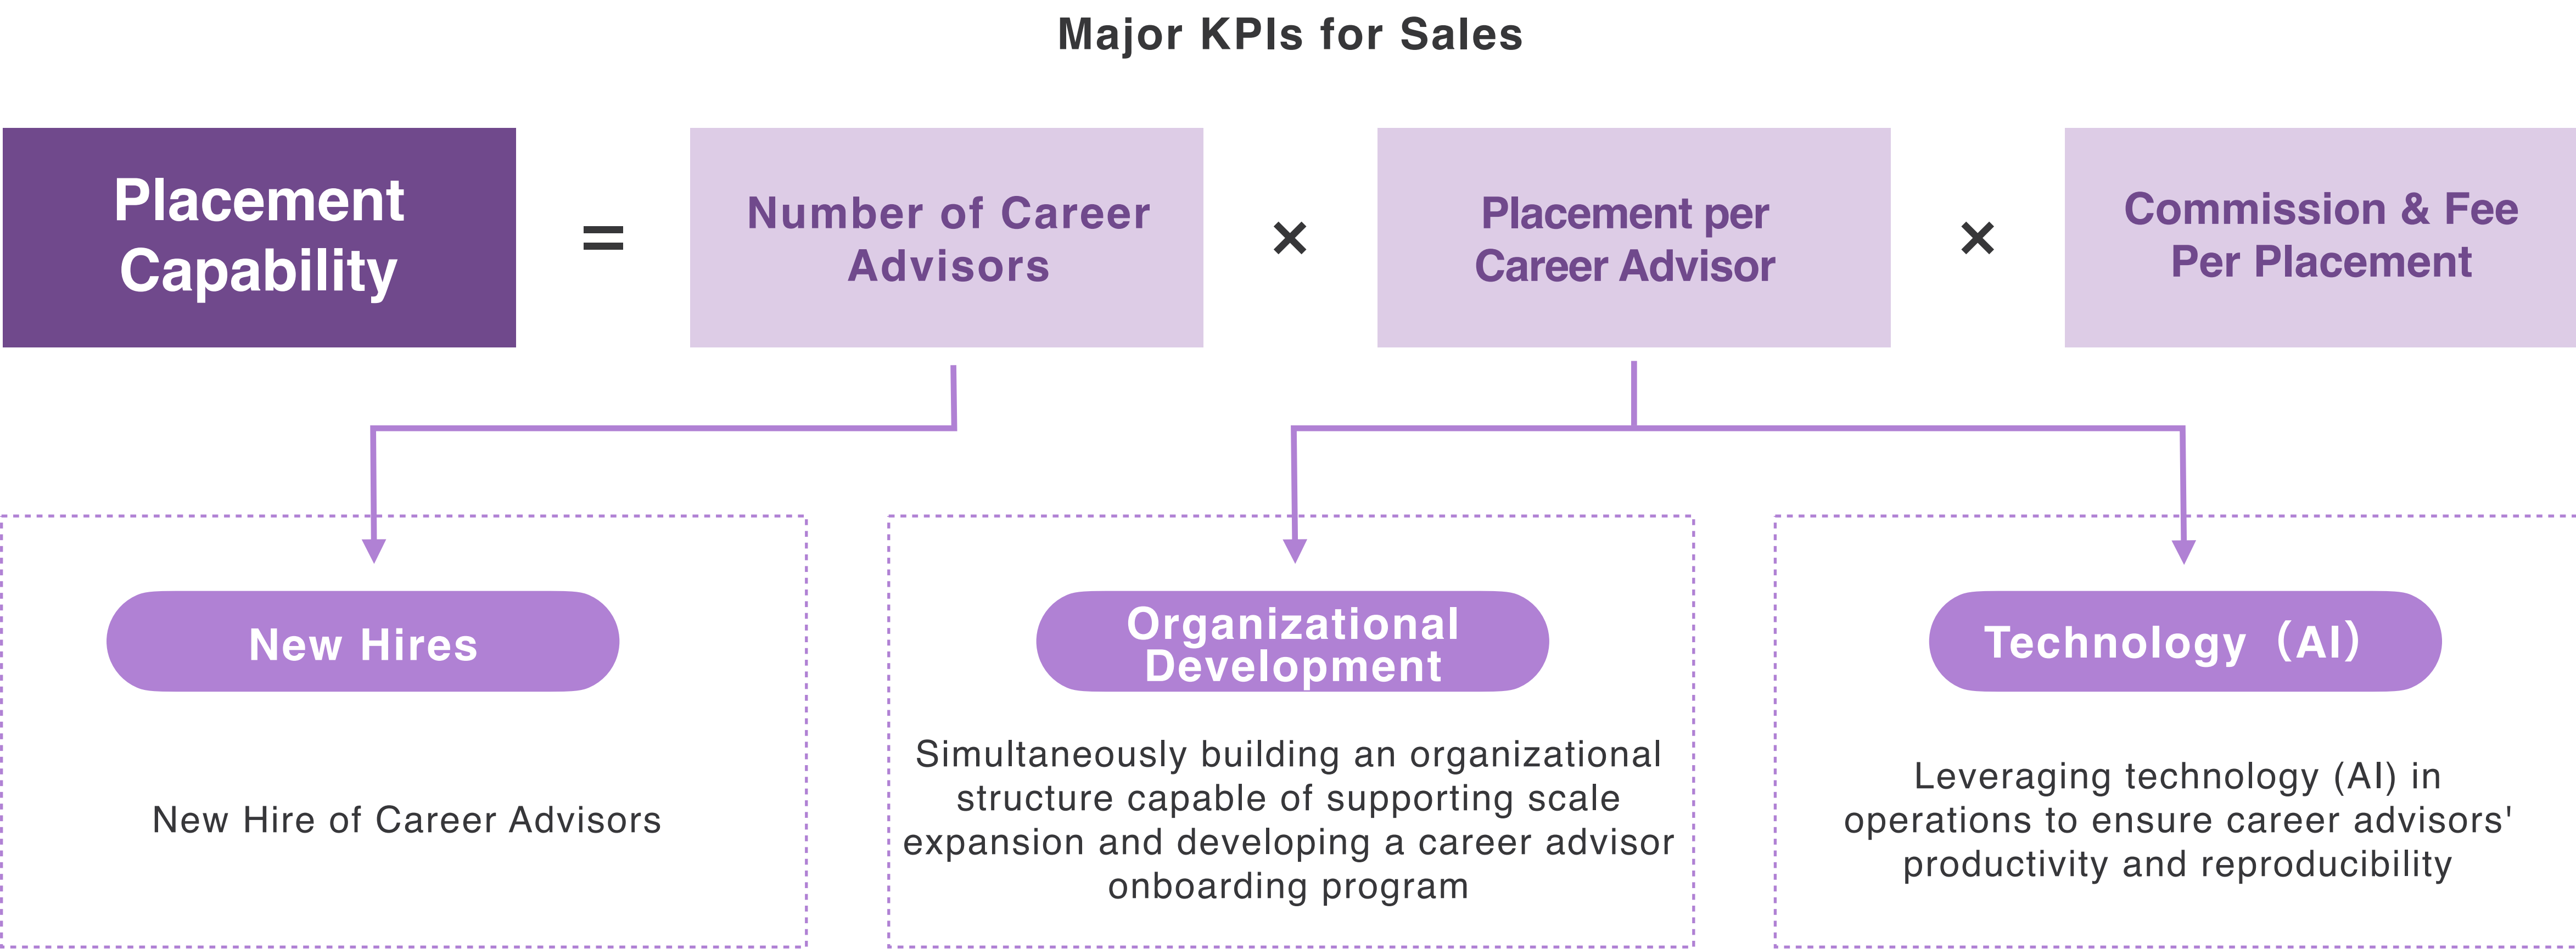 Major KPIs for Sales
Placement
Capability
=
Number of Career
Advisors
×
Placement per
Career Advisor
×
Commission & Fee
Per Placement
New Hires
New Hire of Career Advisors
Organizational
Development
Simultaneously building an organizational
structure capable of supporting scale
expansion and developing a career advisor
onboarding program
Technology（AI）
Leveraging technology (AI) in
operations to ensure career advisors'
productivity and reproducibility